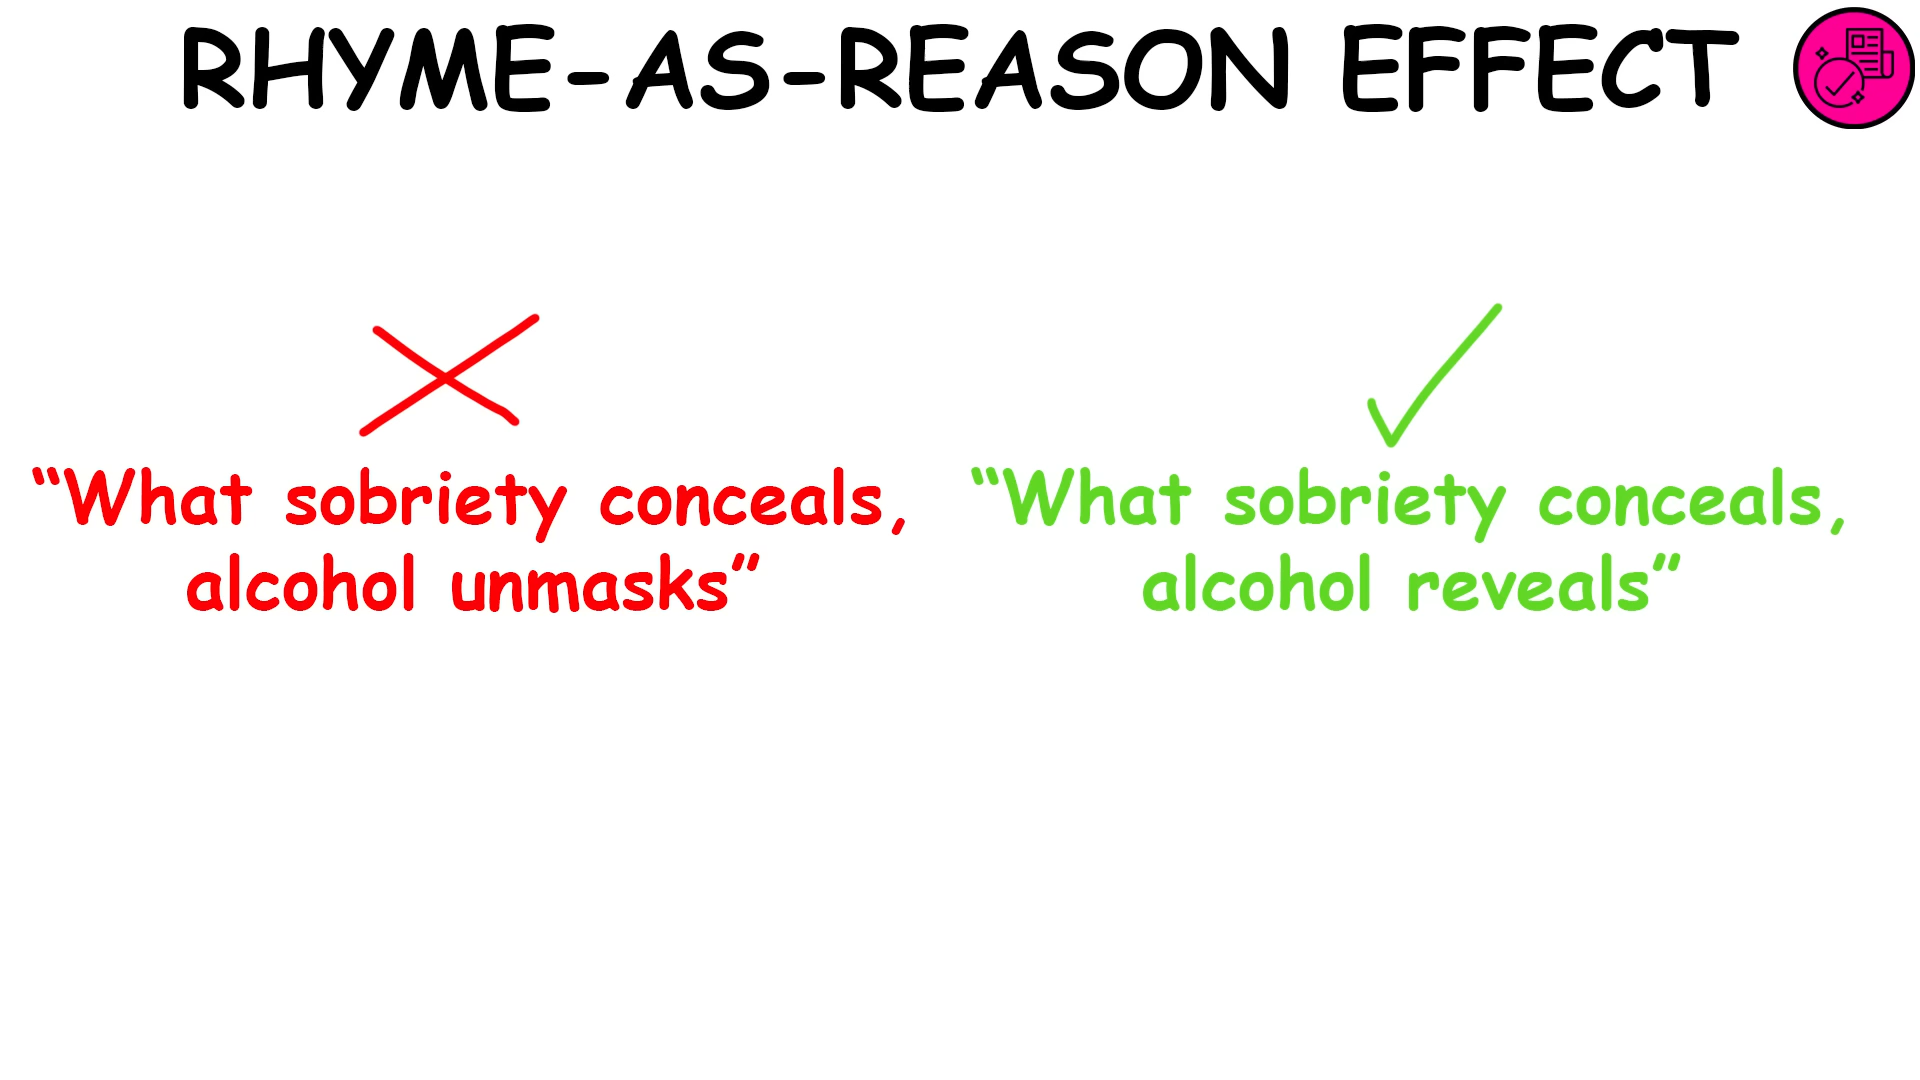 RHYME-AS-REASON EFFECT
“What sobriety conceals,
alcohol unmasks”
“What sobriety conceals,
alcohol reveals”